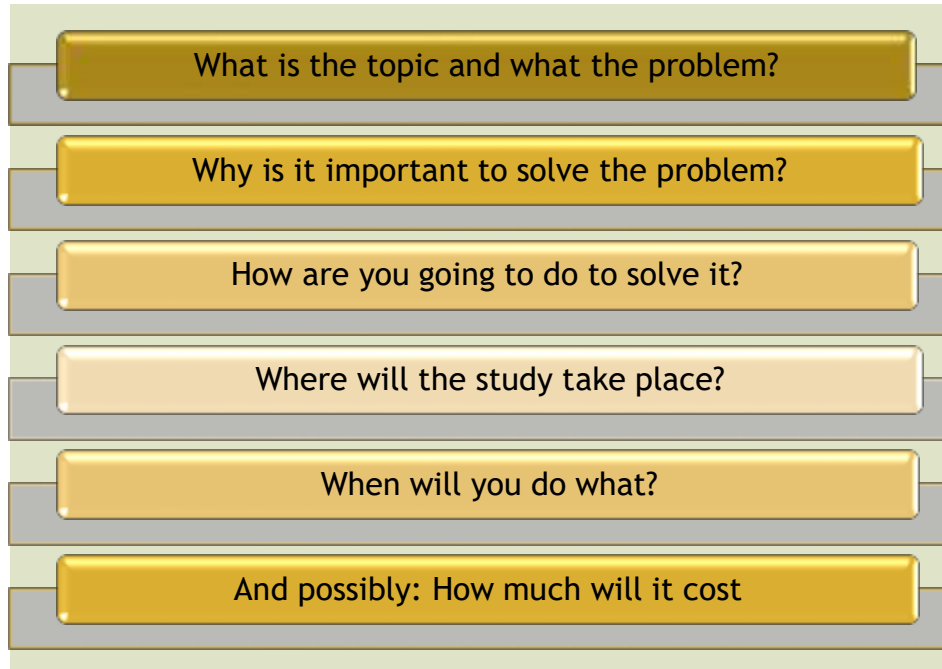 What is the topic and what the problem?
Why is it important to solve the problem?
How are you going to do to solve it?
Where will the study take place?
When will you do what?
And possibly: How much will it cost